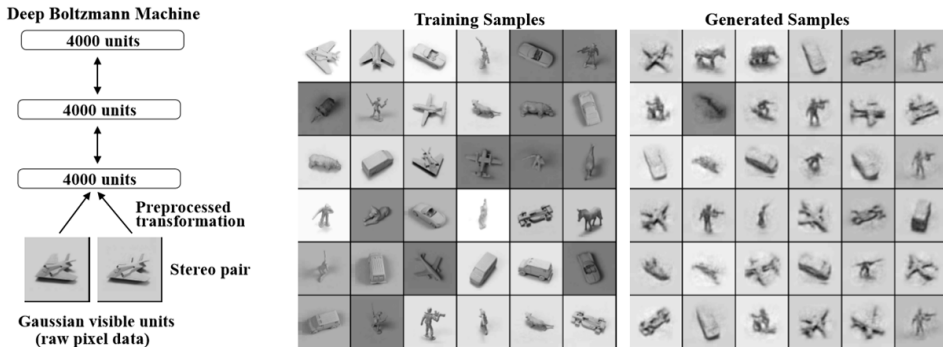 Deep Boltzmann Machine
4000 units
4000 units
4000 units
Preprocessed
transformation
Stereo pair
Gaussian visible units
(raw pixel data)
Training Samples
Generated Samples